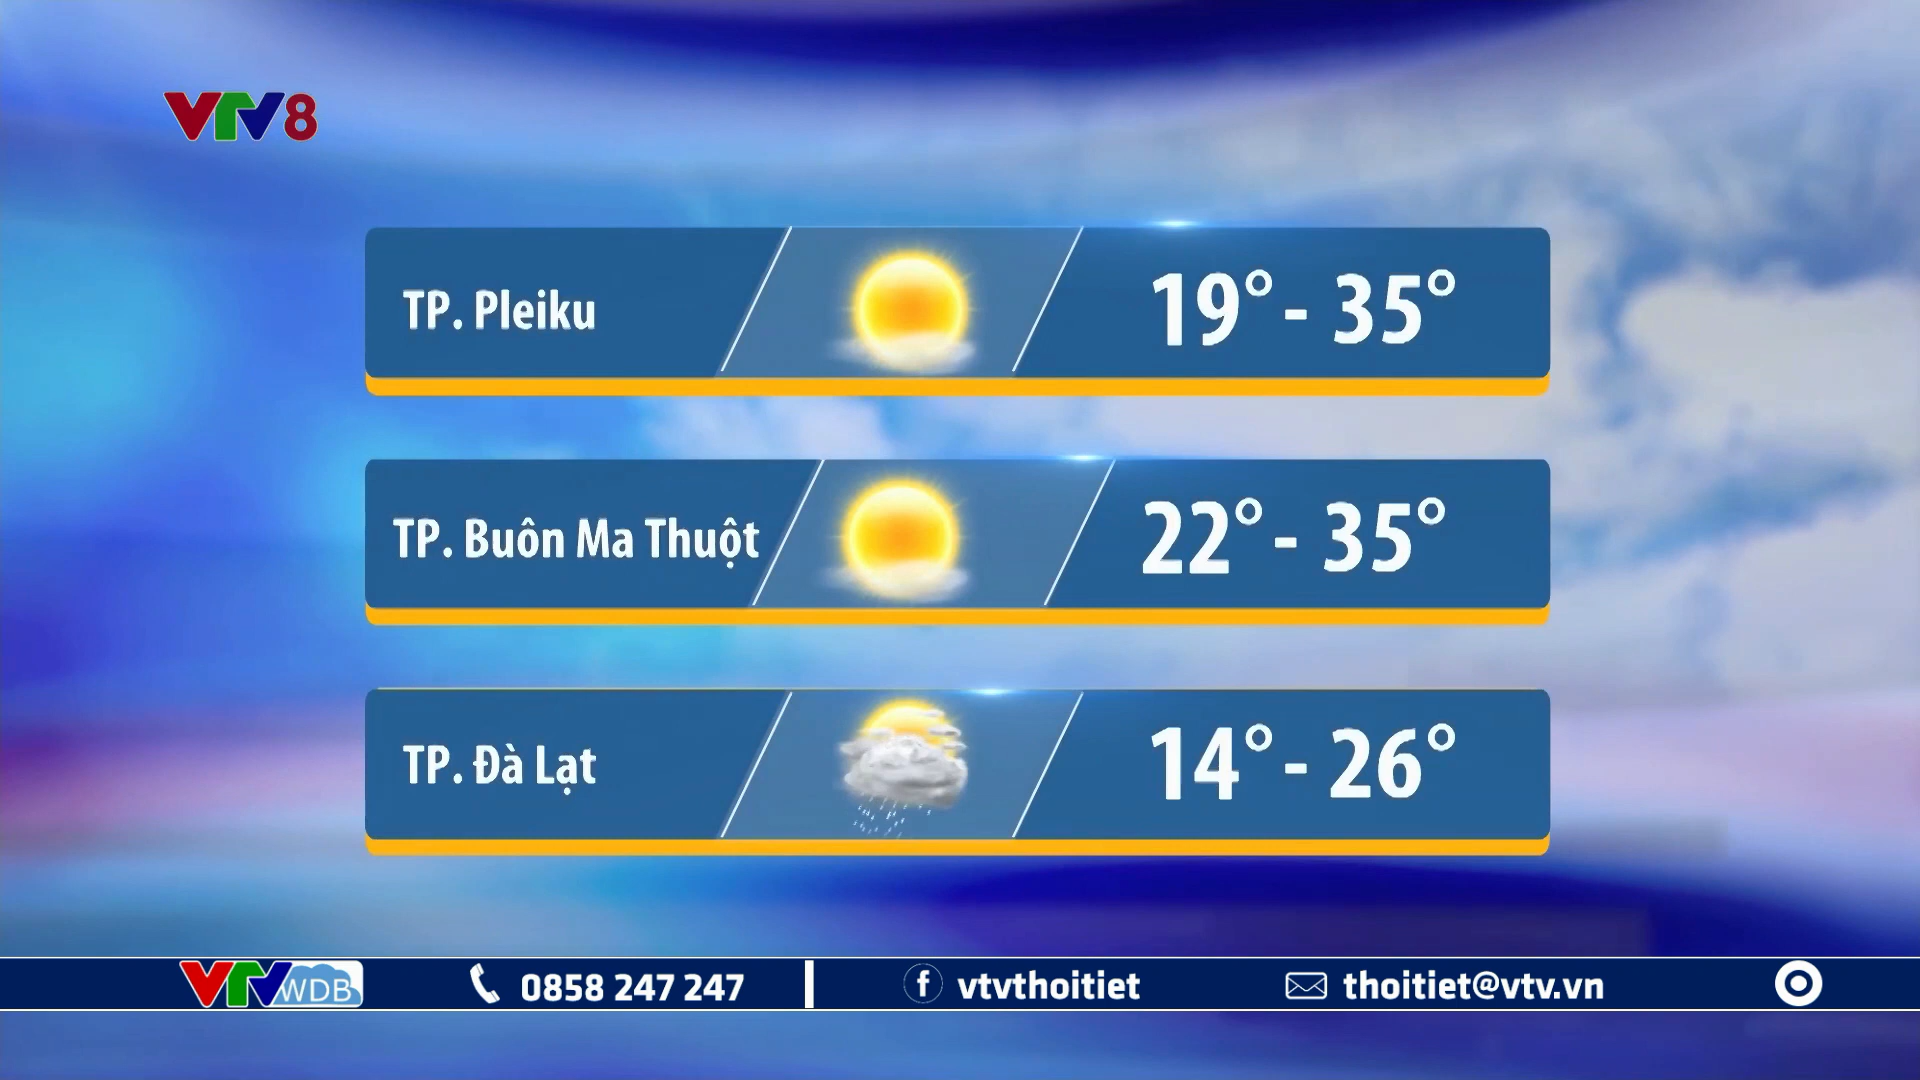 VTV8
TP. Pleiku
19° - 35°
TP. Buôn Ma Thuột
22° - 35°
TP. Đà Lạt
14° - 26°
VTV WDB
0858 247 247
vtvthoitiet
thoitiet@vtv.vn